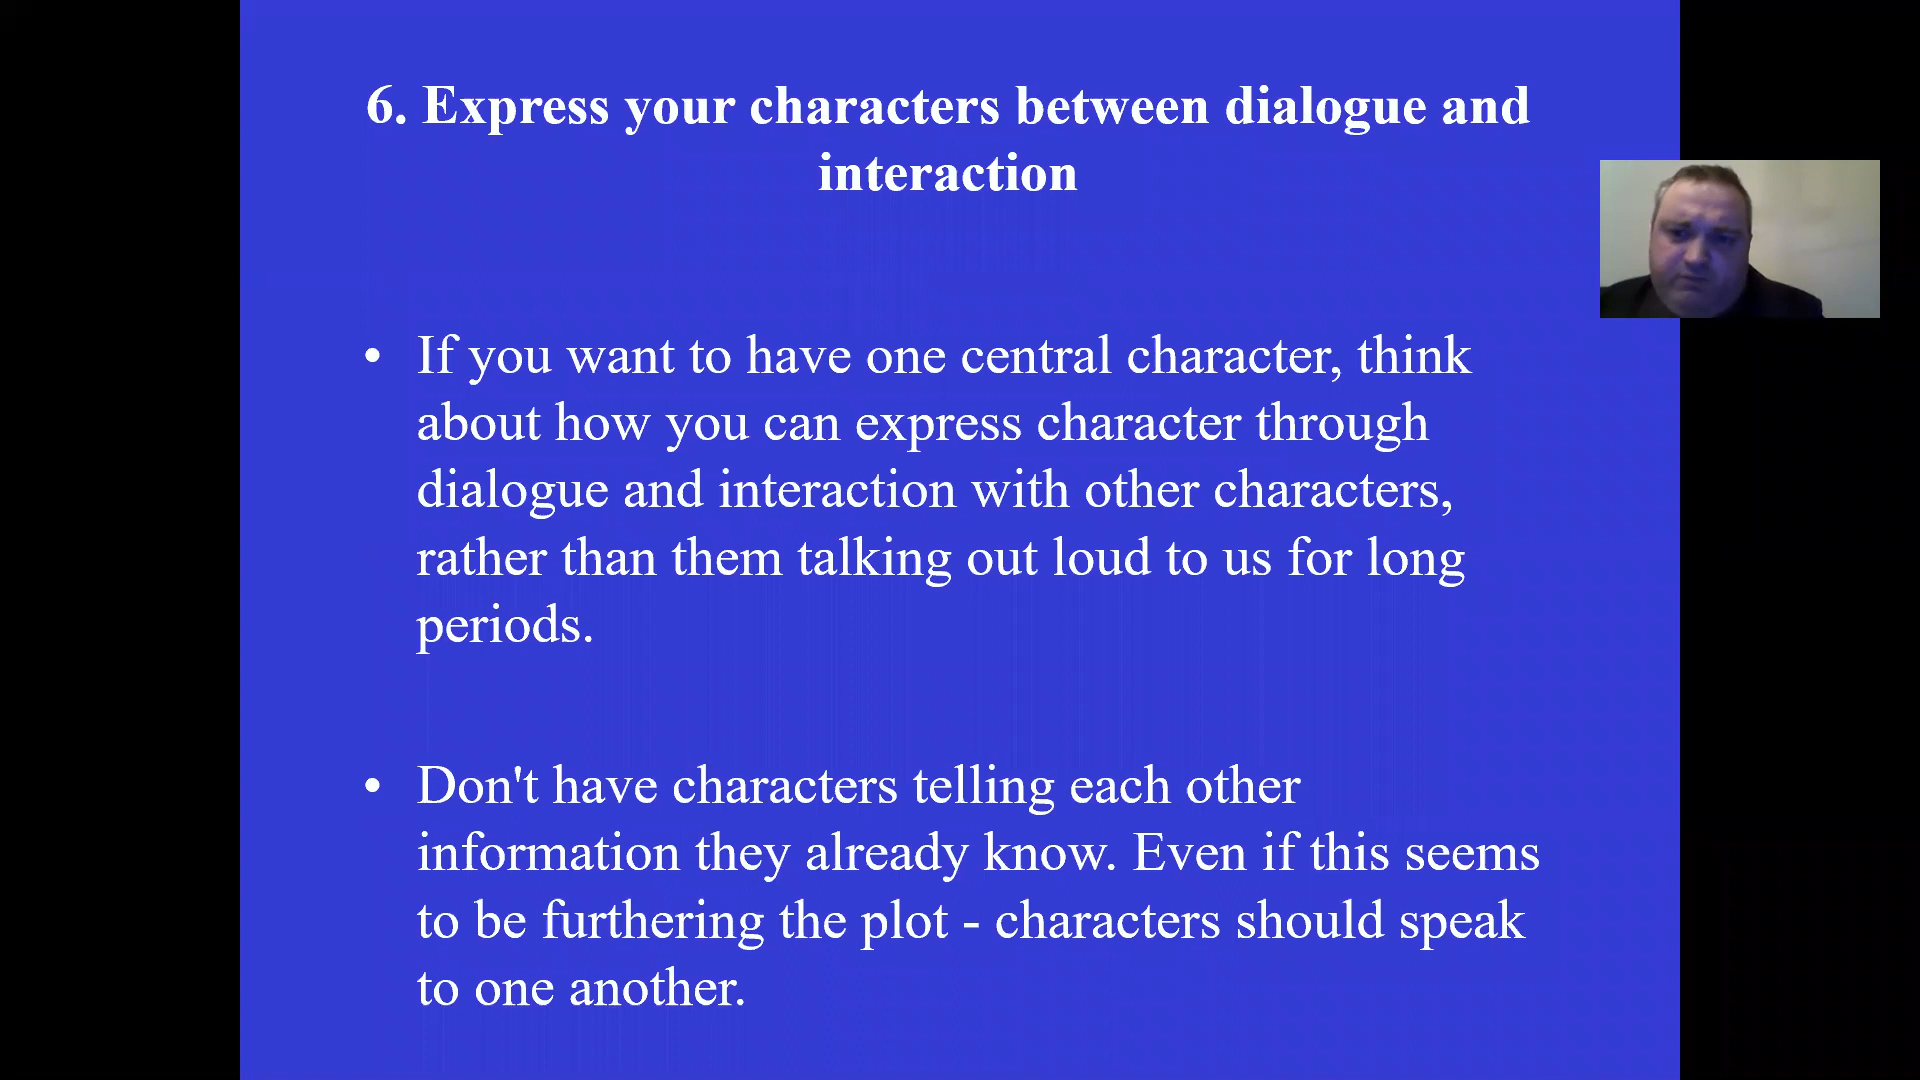 6. Express your characters between dialogue and
interaction
• If you want to have one central character, think
about how you can express character through
dialogue and interaction with other characters,
rather than them talking out loud to us for long
periods.
• Don't have characters telling each other
information they already know. Even if this seems
to be furthering the plot - characters should speak
to one another.